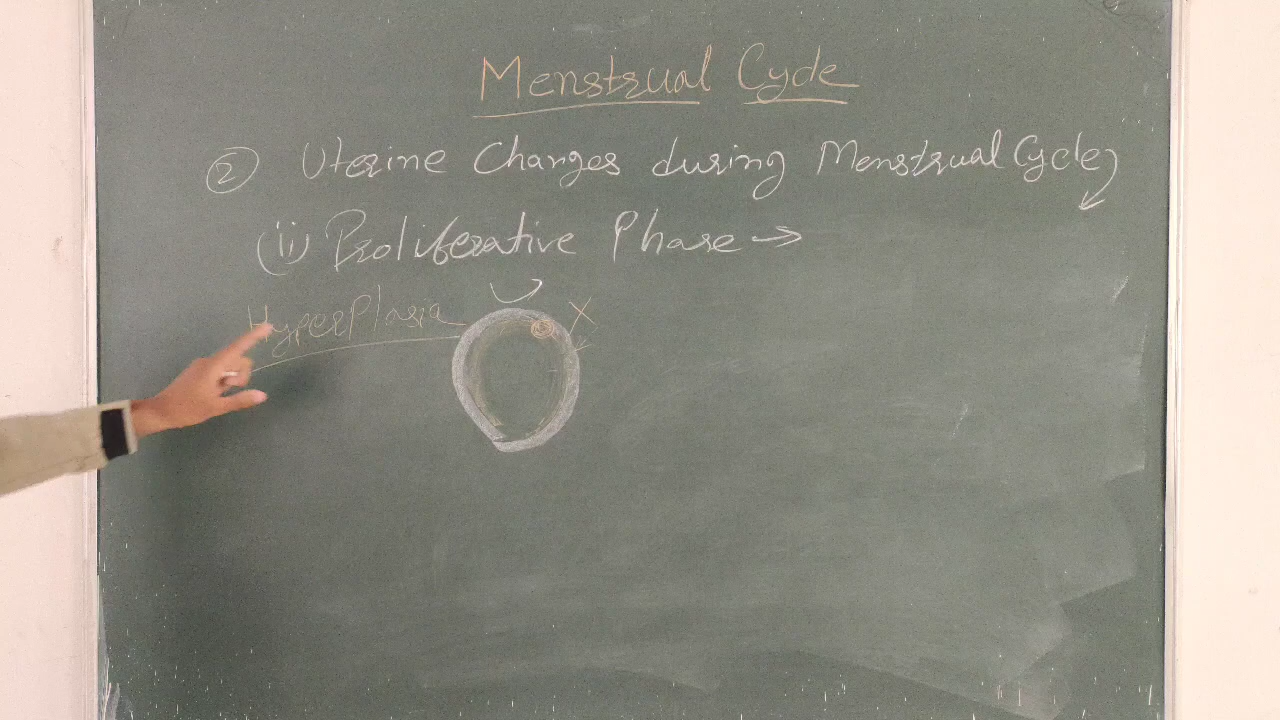 Menstrual Cycle
② Uterine Changes during Menstrual Cycle
(ii) Proliferative Phase →
HyperPlasia
X